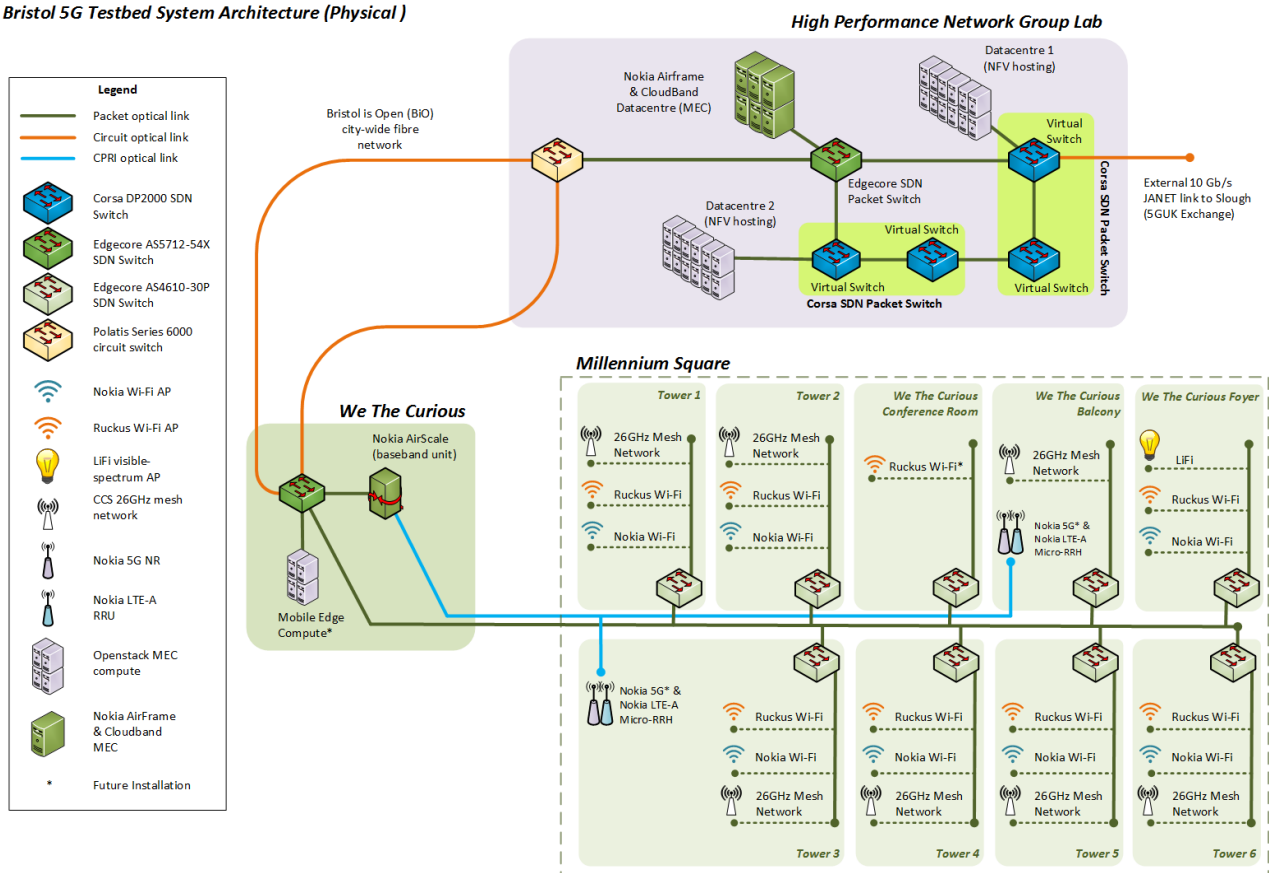 Bristol 5G Testbed System Architecture (Physical )
High Performance Network Group Lab
Legend
Packet optical link
Circuit optical link
CPRI optical link
Corsa DP2000 SDN
Switch
Edgecore AS5712-54X
SDN Switch
Edgecore AS4610-30P
SDN Switch
Polatis Series 6000
circuit switch
Nokia Wi-Fi AP
Ruckus Wi-Fi AP
LiFi visible-
spectrum AP
CCS 26GHz mesh
network
Nokia 5G NR
Nokia LTE-A
RRU
Openstack MEC
compute
Nokia AirFrame
& Cloudband
MEC
*
Future Installation
Bristol is Open (BiO)
city-wide fibre
network
Nokia Airframe
& CloudBand
Datacentre (MEC)
Datacentre 1
(NFV hosting)
Virtual
Switch
Edgecore SDN
Packet Switch
Corsa SDN Packet Switch
External 10 Gb/s
JANET link to Slough
(5GUK Exchange)
Datacentre 2
(NFV hosting)
Virtual Switch
Virtual Switch
Virtual Switch
Corsa SDN Packet Switch
We The Curious
Nokia AirScale
(baseband unit)
Mobile Edge
Compute*
Millennium Square
Tower 1
26GHz Mesh
Network
Ruckus Wi-Fi
Nokia Wi-Fi
Tower 2
26GHz Mesh
Network
Ruckus Wi-Fi
Nokia Wi-Fi
We The Curious
Conference Room
Ruckus Wi-Fi*
We The Curious
Balcony
26GHz Mesh
Network
Nokia 5G* &
Nokia LTE-A
Micro-RRH
We The Curious Foyer
LiFi
Ruckus Wi-Fi
Nokia Wi-Fi
Nokia 5G* &
Nokia LTE-A
Micro-RRH
Ruckus Wi-Fi
Nokia Wi-Fi
26GHz Mesh
Network
Tower 3
Ruckus Wi-Fi
Nokia Wi-Fi
26GHz Mesh
Network
Tower 4
Ruckus Wi-Fi
Nokia Wi-Fi
26GHz Mesh
Network
Tower 5
Ruckus Wi-Fi
Nokia Wi-Fi
26GHz Mesh
Network
Tower 6